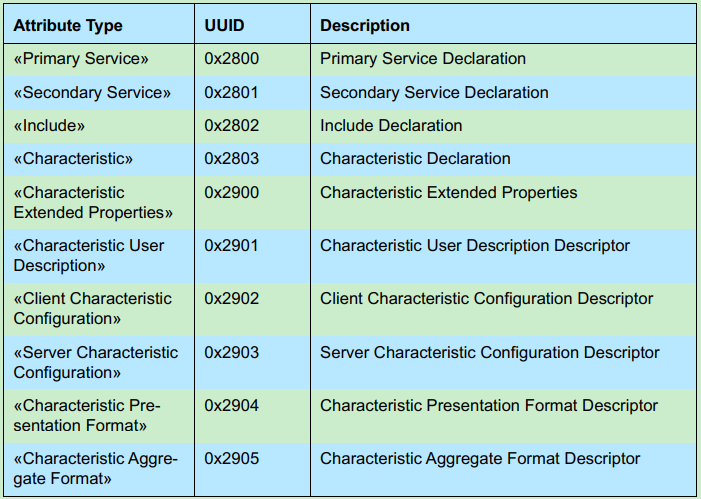 Attribute Type UUID Description
«Primary Service» 0x2800 Primary Service Declaration
«Secondary Service» 0x2801 Secondary Service Declaration
«Include» 0x2802 Include Declaration
«Characteristic» 0x2803 Characteristic Declaration
«Characteristic 0x2900 Characteristic Extended Properties
Extended Properties»
«Characteristic User 0x2901 Characteristic User Description Descriptor
Description»
«Client Characteristic 0x2902 Client Characteristic Configuration Descriptor
Configuration»
«Server Characteristic 0x2903 Server Characteristic Configuration Descriptor
Configuration»
«Characteristic Pre- 0x2904 Characteristic Presentation Format Descriptor
sentation Format»
«Characteristic Aggre- 0x2905 Characteristic Aggregate Format Descriptor
gate Format»